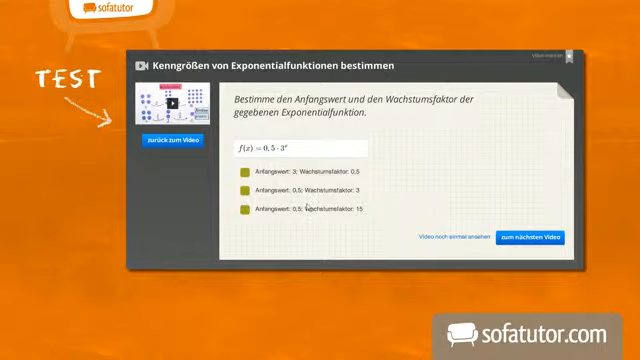 sofatutor
TEST
Kenngrößen von Exponentialfunktionen bestimmen
Bestimme den Anfangswert und den Wachstumsfaktor der
gegebenen Exponentialfunktion.
zurück zum Video
f(x) = 0,5 · 3ˣ
Anfangswert: 3; Wachstumsfaktor: 0,5
Anfangswert: 0,5; Wachstumsfaktor: 3
Anfangswert: 0,5; Wachstumsfaktor: 15
Video noch einmal ansehen
zum nächsten Video
sofatutor.com